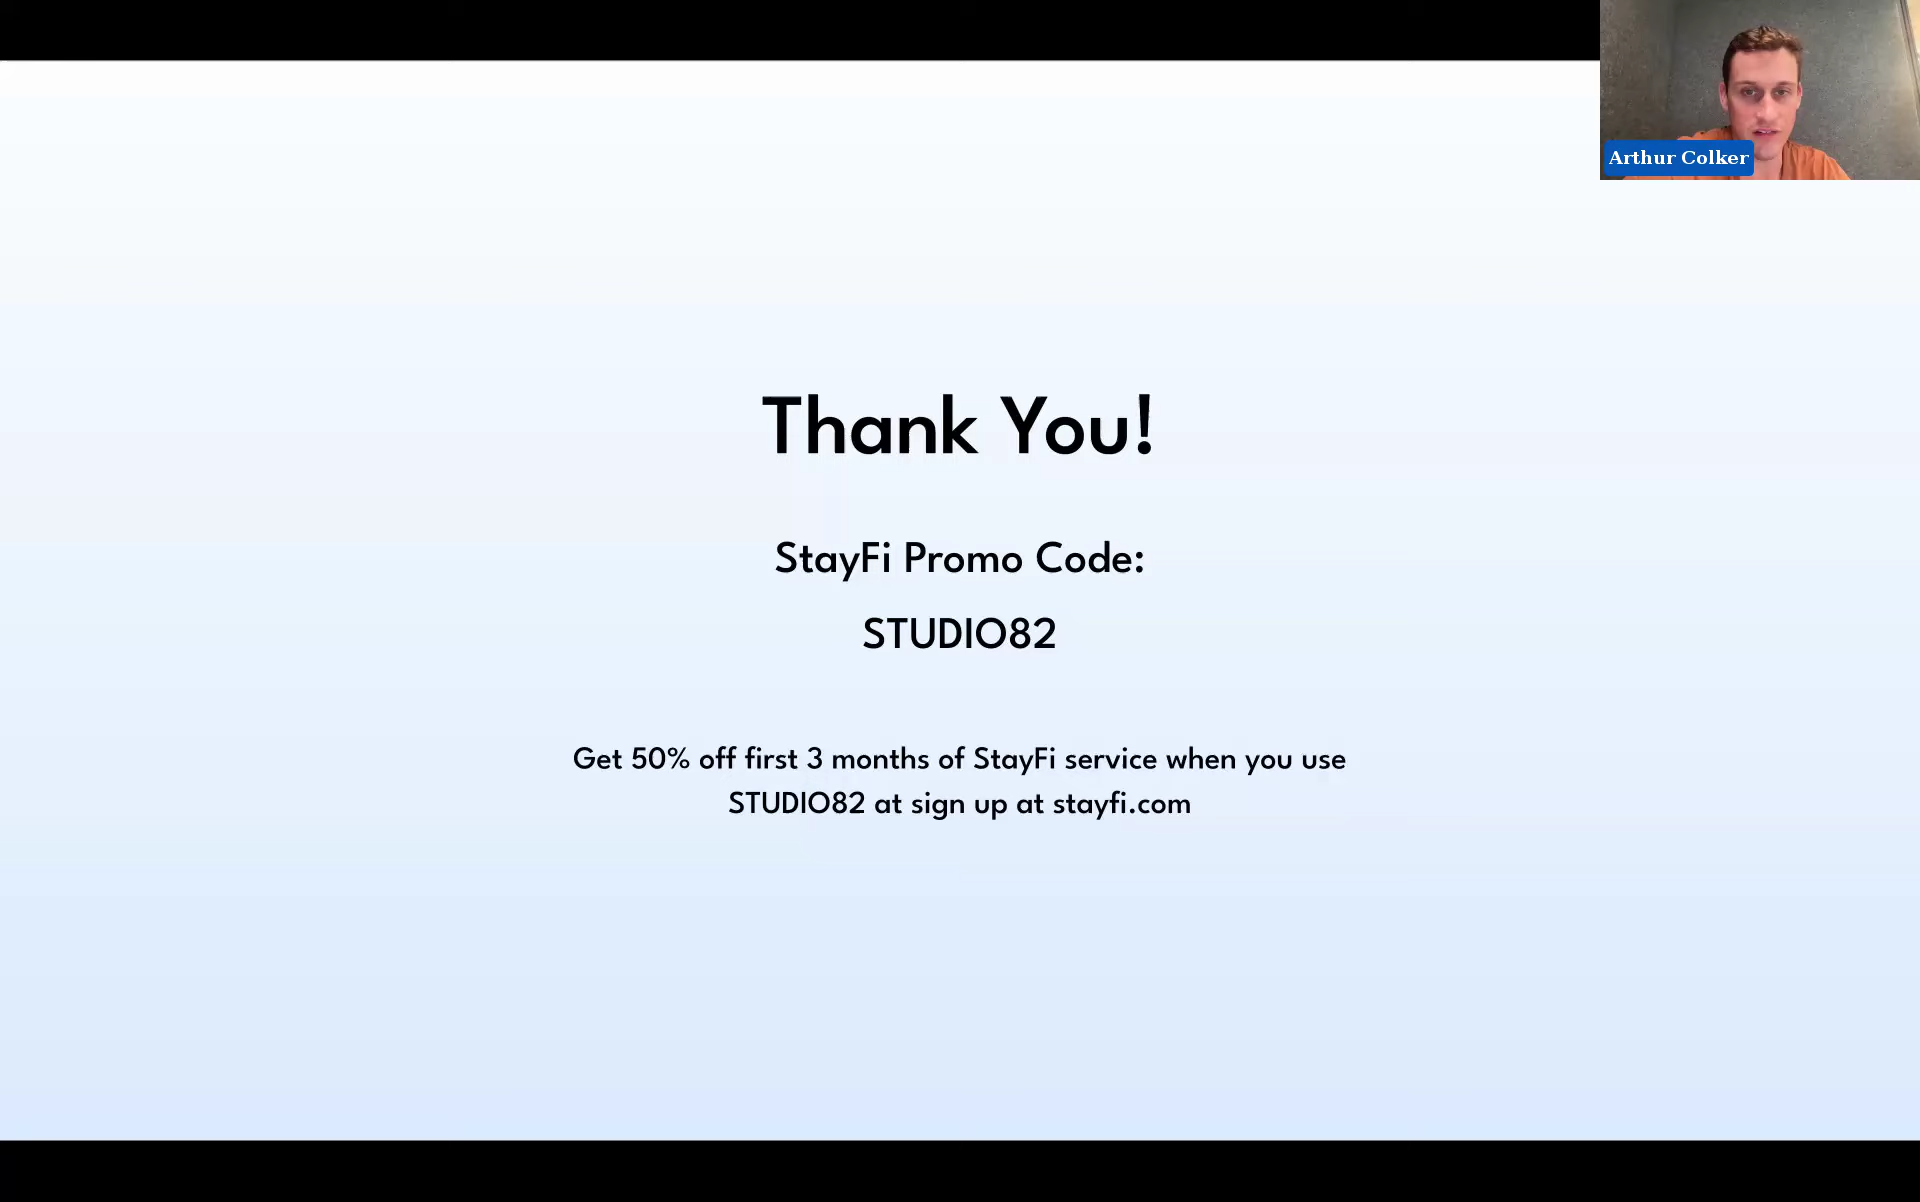 Arthur Colker
Thank You!
StayFi Promo Code:
STUDIO82
Get 50% off first 3 months of StayFi service when you use
STUDIO82 at sign up at stayfi.com